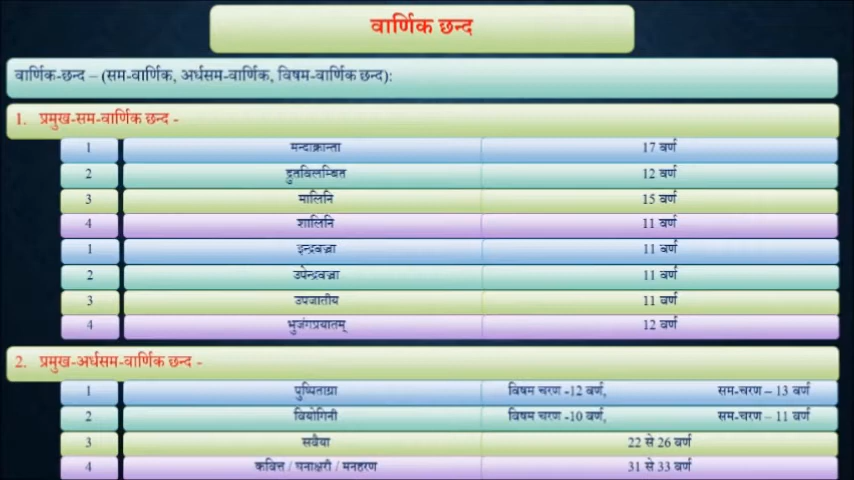 वार्णिक छन्द
वार्णिक-छन्द – (सम-वार्णिक, अर्धसम-वार्णिक, विषम-वार्णिक छन्द):
1. प्रमुख-सम-वार्णिक छन्द -
1 मन्दाक्रान्ता 17 वर्ण
2 द्रुतविलम्बित 12 वर्ण
3 मालिनि 15 वर्ण
4 शालिनि 11 वर्ण
1 इन्द्रवज्रा 11 वर्ण
2 उपेन्द्रवज्रा 11 वर्ण
3 उपजातीय 11 वर्ण
4 भुजंगप्रयातम् 12 वर्ण
2. प्रमुख-अर्धसम-वार्णिक छन्द -
1 पुष्पिताग्रा विषम चरण -12 वर्ण, सम-चरण – 13 वर्ण
2 वियोगिनी विषम चरण -10 वर्ण, सम-चरण – 11 वर्ण
3 सवैया 22 से 26 वर्ण
4 कवित्त / घनाक्षरी / मनहरण 31 से 33 वर्ण